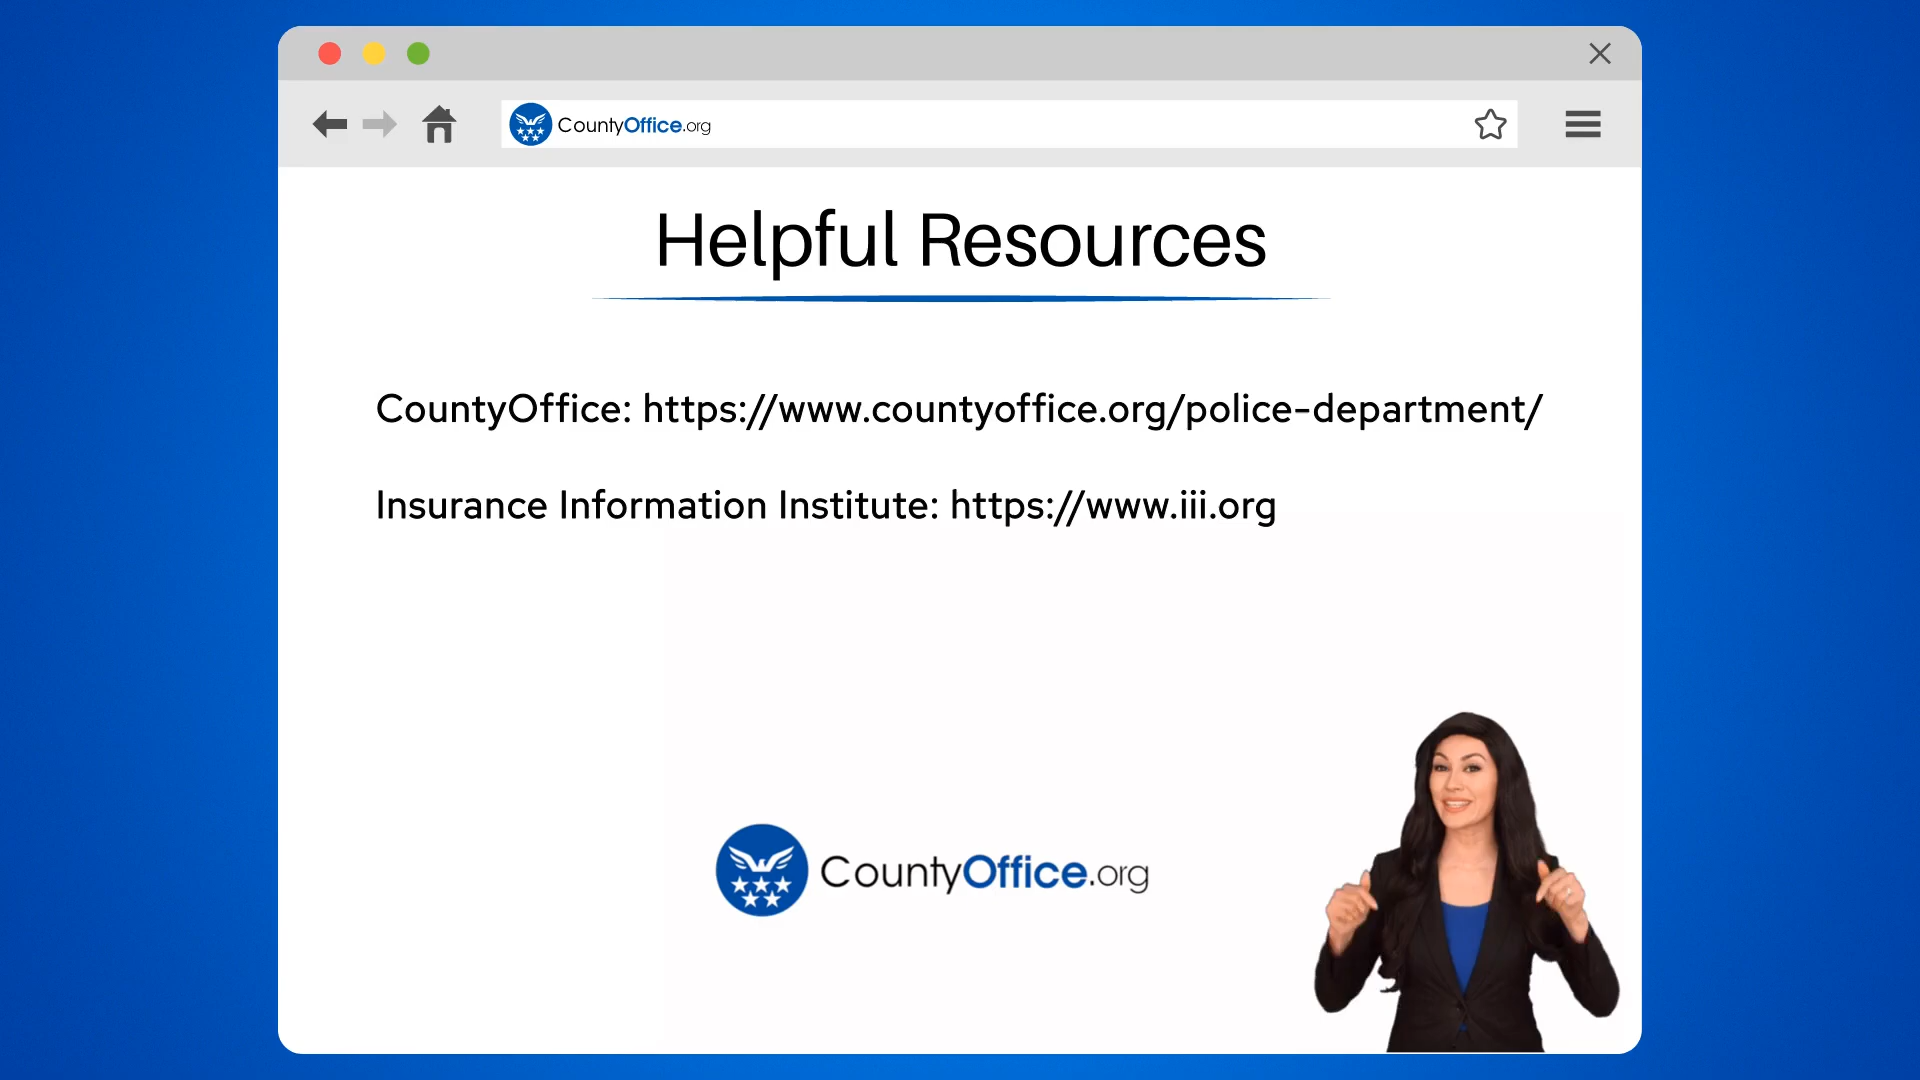 CountyOffice.org
Helpful Resources
CountyOffice: https://www.countyoffice.org/police-department/
Insurance Information Institute: https://www.iii.org
CountyOffice.org